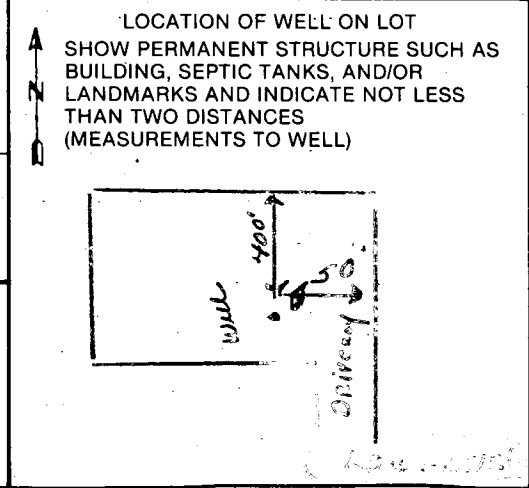 LOCATION OF WELL ON LOT
SHOW PERMANENT STRUCTURE SUCH AS
BUILDING, SEPTIC TANKS, AND/OR
N LANDMARKS AND INDICATE NOT LESS
THAN TWO DISTANCES
(MEASUREMENTS TO WELL)
400'
Well
Driveway